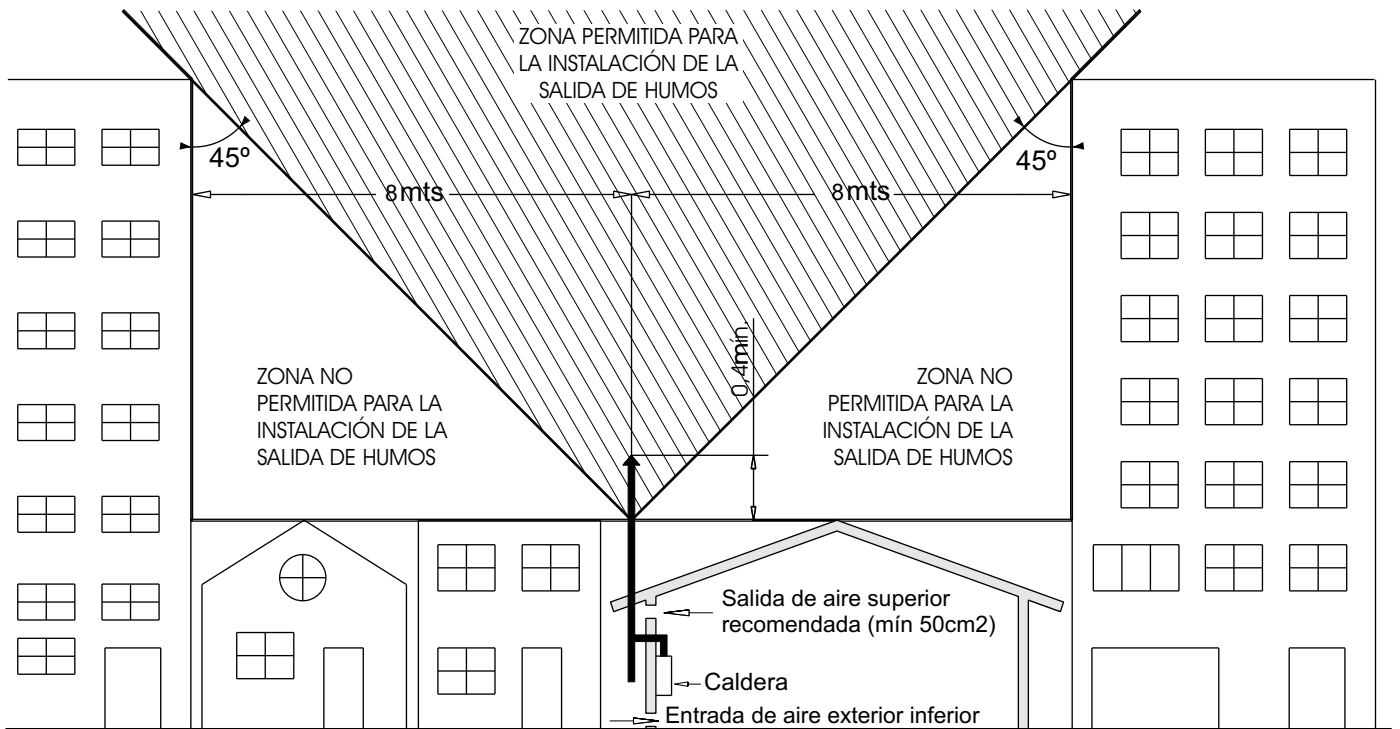 ZONA PERMITIDA PARA
LA INSTALACIÓN DE LA
SALIDA DE HUMOS
45º
45º
8mts
8mts
0,4mín.
ZONA NO
PERMITIDA PARA LA
INSTALACIÓN DE LA
SALIDA DE HUMOS
ZONA NO
PERMITIDA PARA LA
INSTALACIÓN DE LA
SALIDA DE HUMOS
Salida de aire superior
recomendada (mín 50cm2)
Caldera
Entrada de aire exterior inferior